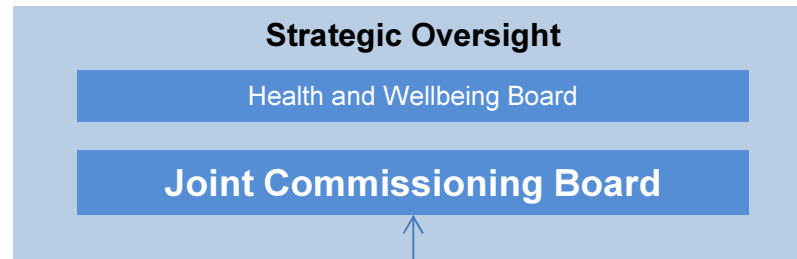 Strategic Oversight
Health and Wellbeing Board
Joint Commissioning Board